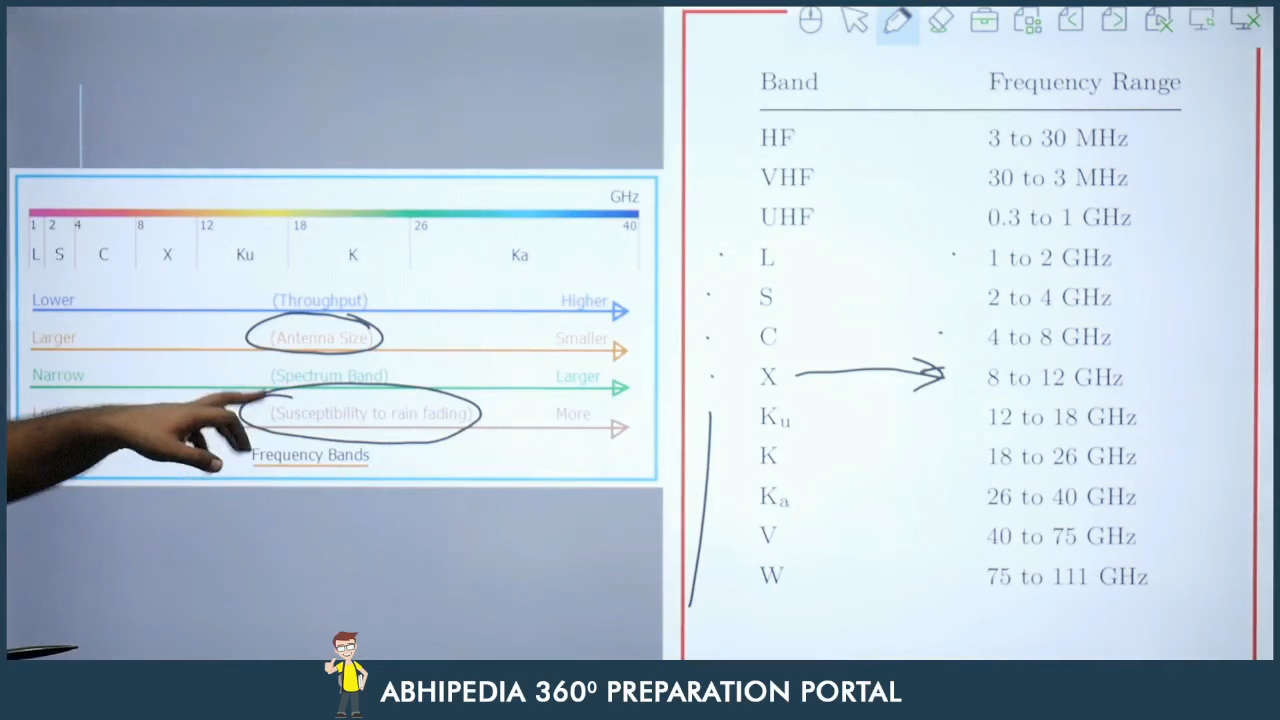 GHz
1 2 4 8 12 18 26 40
L S C X Ku K Ka
Lower (Throughput) Higher
Larger (Antenna Size) Smaller
Narrow (Spectrum Band) Larger
(Susceptibility to rain fading) More
Frequency Bands
Band Frequency Range
HF 3 to 30 MHz
VHF 30 to 3 MHz
UHF 0.3 to 1 GHz
L 1 to 2 GHz
S 2 to 4 GHz
C 4 to 8 GHz
X 8 to 12 GHz
Ku 12 to 18 GHz
K 18 to 26 GHz
Ka 26 to 40 GHz
V 40 to 75 GHz
W 75 to 111 GHz
ABHIPEDIA 360⁰ PREPARATION PORTAL